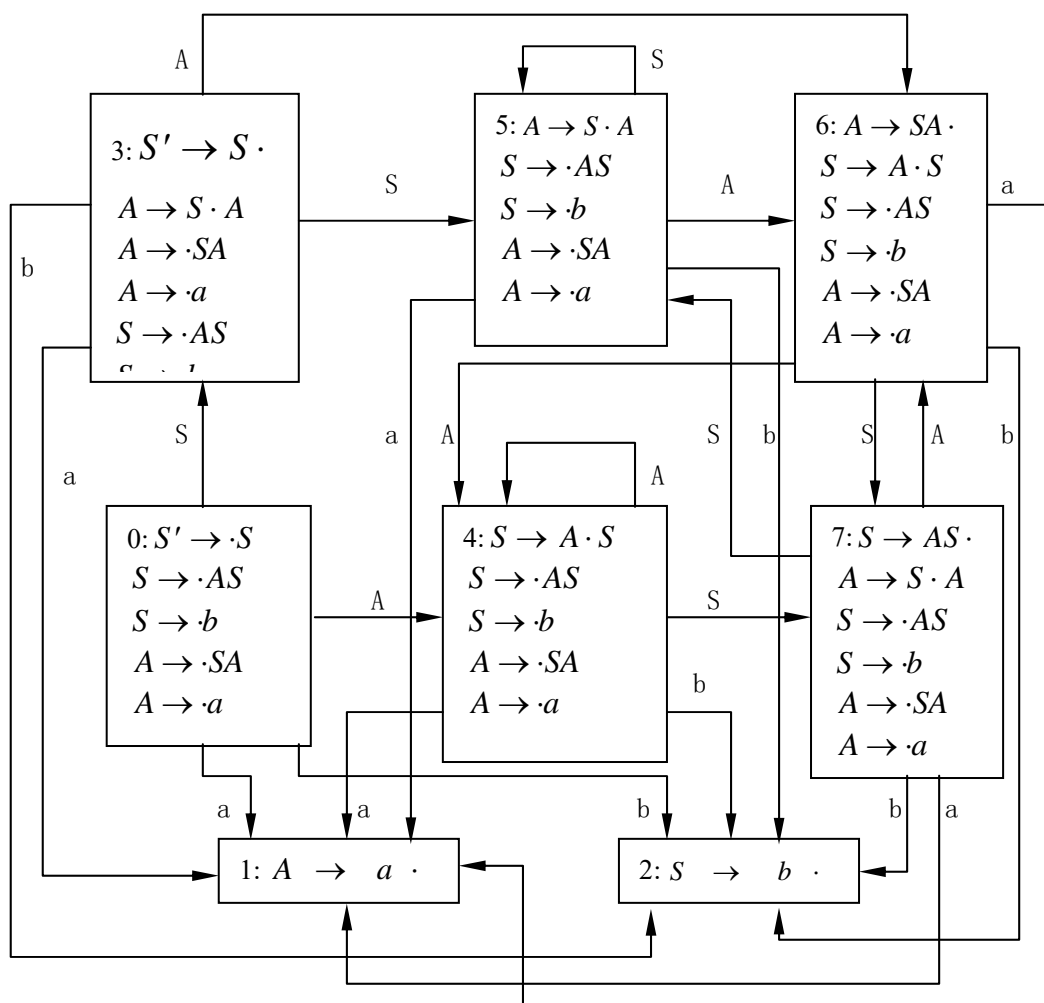 A
S
3: S′ → S ·
A → S · A
A → ·SA
A → ·a
S → ·AS
S
5: A → S · A
S → ·AS
S → ·b
A → ·SA
A → ·a
A
6: A → SA ·
S → A · S
S → ·AS
S → ·b
A → ·SA
A → ·a
a
b
a
S
a
A
S
b
S
A
b
A
0: S′ → ·S
S → ·AS
S → ·b
A → ·SA
A → ·a
A
4: S → A · S
S → ·AS
S → ·b
A → ·SA
A → ·a
S
b
7: S → AS ·
A → S · A
S → ·AS
S → ·b
A → ·SA
A → ·a
a
a
b
b
a
1: A → a ·
2: S → b ·